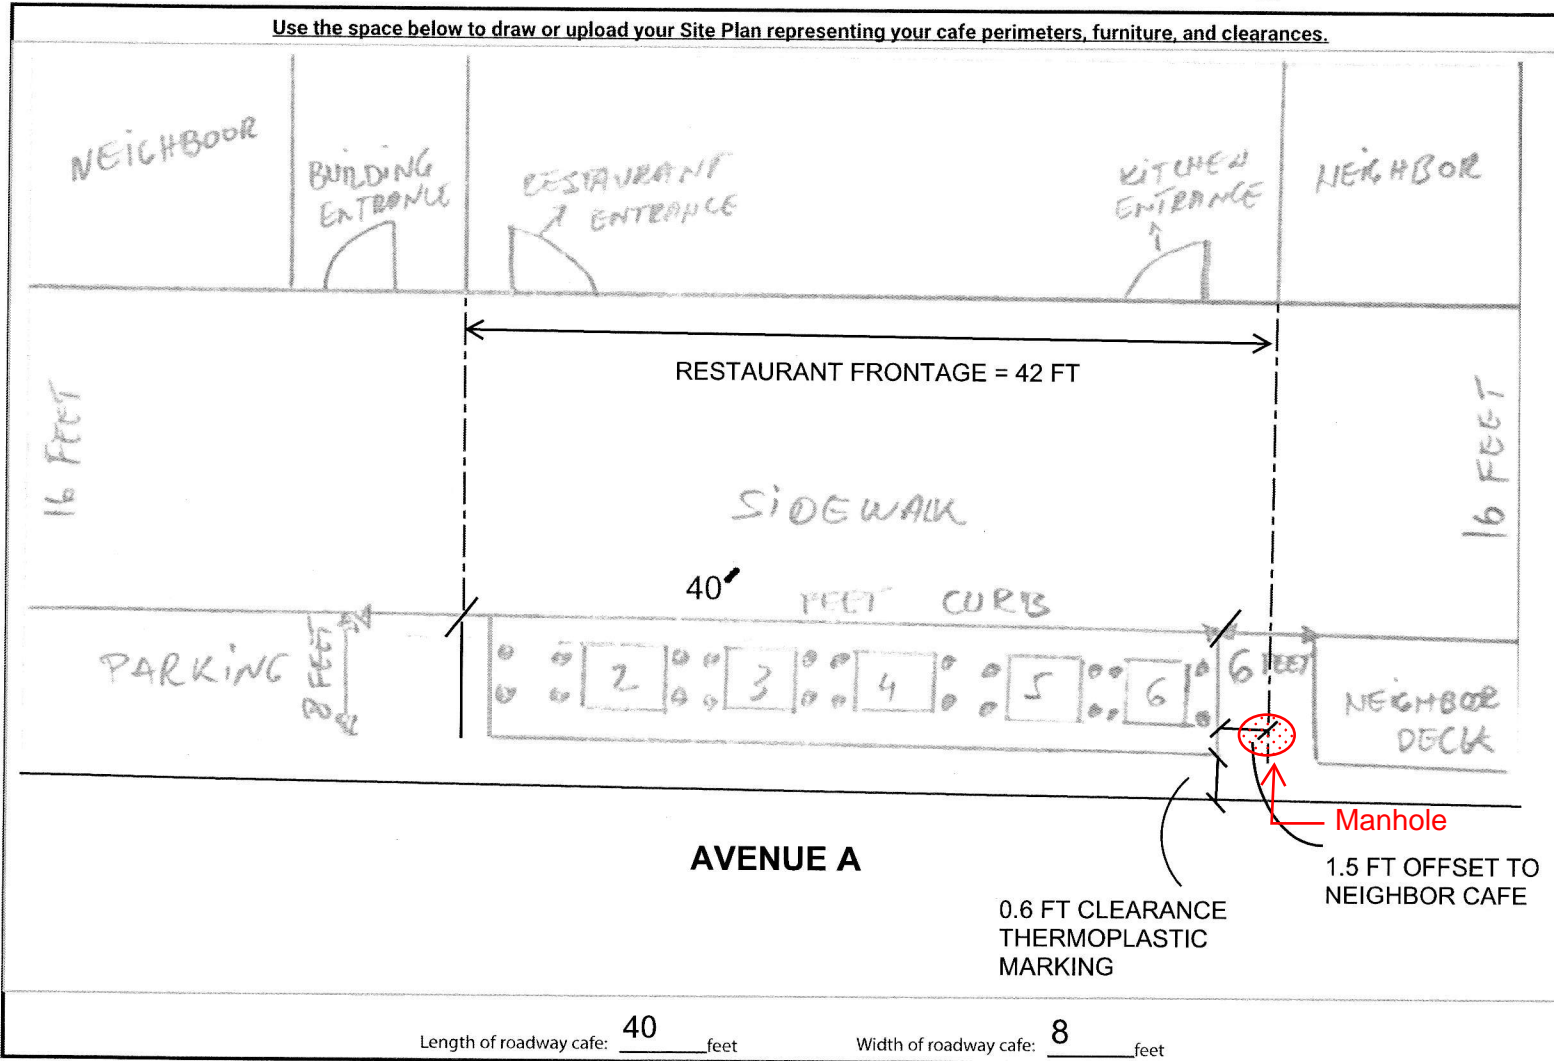 Use the space below to draw or upload your Site Plan representing your cafe perimeters, furniture, and clearances.
NEIGHBOOR
BUILDING
ENTRANCE
RESTAURANT
ENTRANCE
KITCHEN
ENTRANCE
NEIGHBOR
RESTAURANT FRONTAGE = 42 FT
16 FEET
16 FEET
SIDEWALK
40'
FEET CURB
PARKING
8 FEET
2
3
4
5
6
6 FEET
NEIGHBOOR
DECK
Manhole
AVENUE A
1.5 FT OFFSET TO
NEIGHBOR CAFE
0.6 FT CLEARANCE
THERMOPLASTIC
MARKING
Length of roadway cafe: 40 feet
Width of roadway cafe: 8 feet